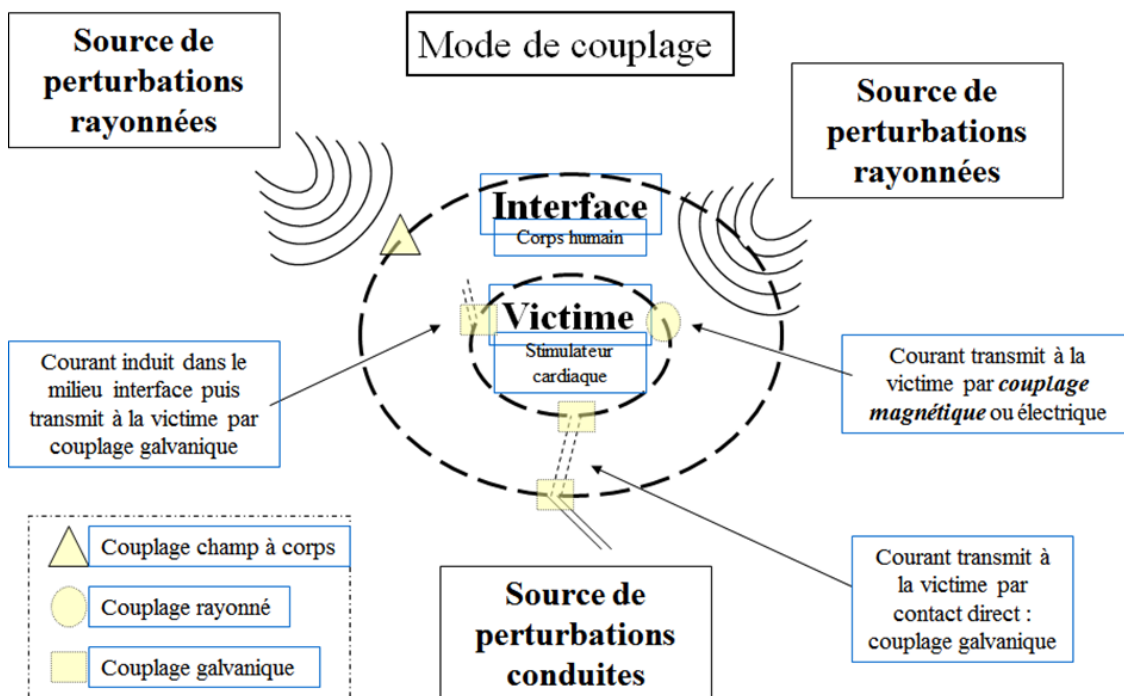 Source de
perturbations
rayonnées
Mode de couplage
Source de
perturbations
rayonnées
Interface
Corps humain
Victime
Stimulateur
cardiaque
Courant induit dans le
milieu interface puis
transmit à la victime par
couplage galvanique
Courant transmit à
la victime par couplage
magnétique ou électrique
Couplage champ à corps
Couplage rayonné
Couplage galvanique
Source de
perturbations
conduites
Courant transmit à
la victime par
contact direct :
couplage galvanique